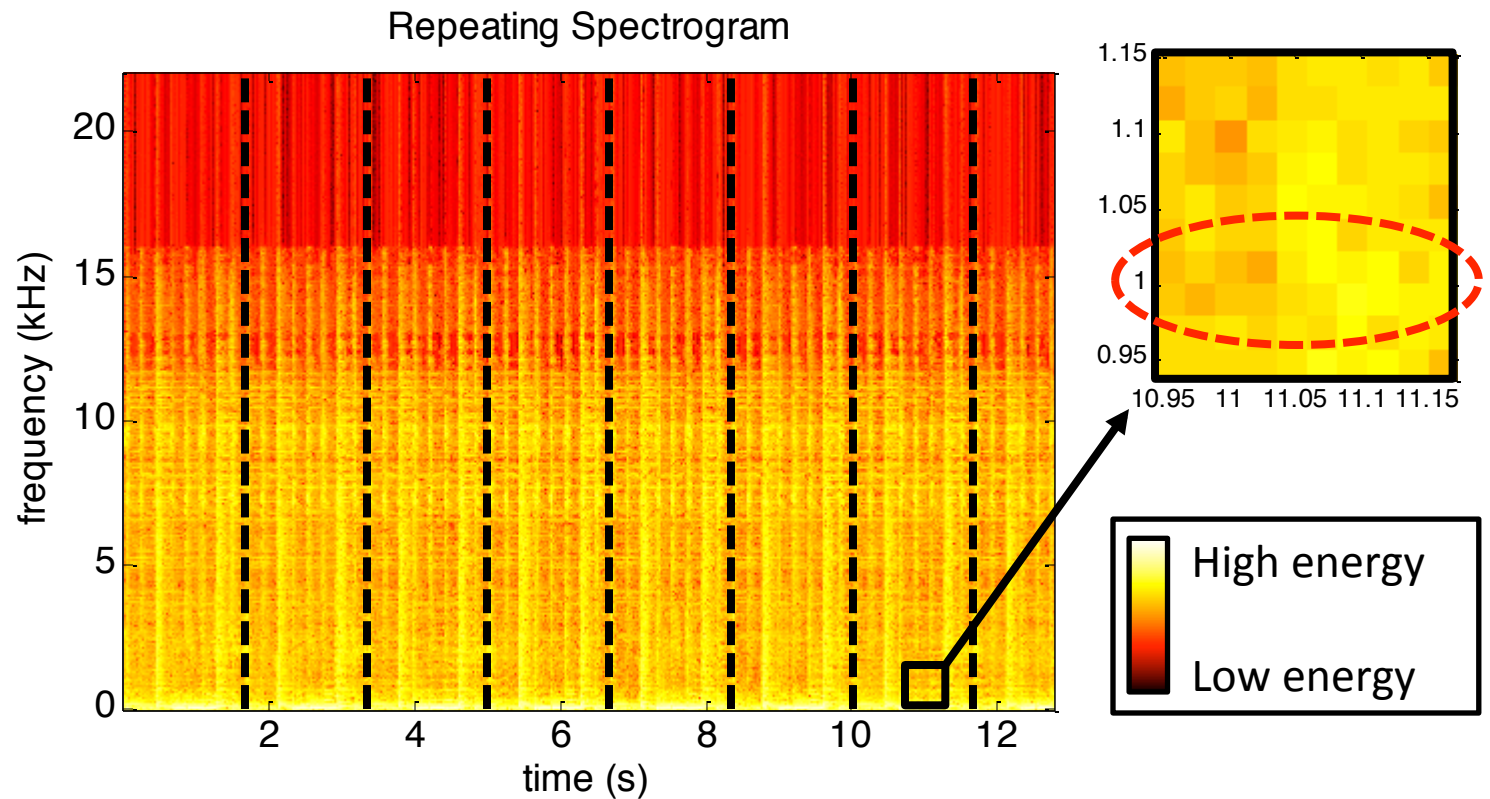 Repeating Spectrogram
frequency (kHz)
20
15
10
5
0
2 4 6 8 10 12
time (s)
1.15
1.1
1.05
1
0.95
10.95 11 11.05 11.1 11.15
High energy
Low energy